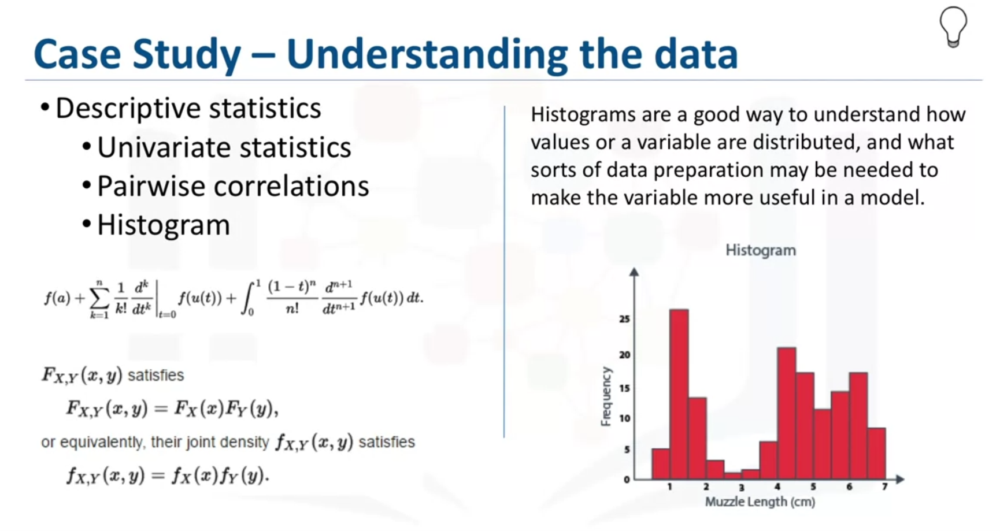 Case Study – Understanding the data
• Descriptive statistics
• Univariate statistics
• Pairwise correlations
• Histogram
f(a) + \sum_{k=1}^{n} \frac{1}{k!} \frac{d^k}{dt^k} |_{t=0} f(u(t)) + \int_0^1 \frac{(1-t)^n}{n!} \frac{d^{n+1}}{dt^{n+1}} f(u(t)) dt.
F_{X,Y}(x, y) satisfies
F_{X,Y}(x, y) = F_X(x)F_Y(y),
or equivalently, their joint density f_{X,Y}(x, y) satisfies
f_{X,Y}(x, y) = f_X(x)f_Y(y).
Histograms are a good way to understand how
values or a variable are distributed, and what
sorts of data preparation may be needed to
make the variable more useful in a model.
Histogram
Frequency
25
20
15
10
5
0
1 2 3 4 5 6 7
Muzzle Length (cm)